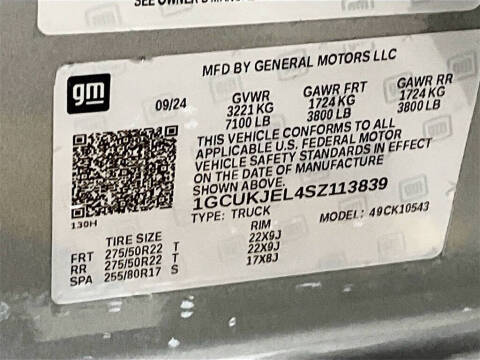 SEE OWNER'S MANUAL
MFD BY GENERAL MOTORS LLC
gm
09/24 GVWR GAWR FRT GAWR RR
3221 KG 1724 KG 1724 KG
7100 LB 3800 LB 3800 LB
THIS VEHICLE CONFORMS TO ALL
APPLICABLE U.S. FEDERAL MOTOR
VEHICLE SAFETY STANDARDS IN EFFECT
ON THE DATE OF MANUFACTURE
SHOWN ABOVE.
1GCUKJEL4SZ113839
130H TYPE: TRUCK MODEL: 49CK10543
TIRE SIZE RIM
FRT 275/50R22 T 22X9J
RR 275/50R22 T 22X9J
SPA 255/80R17 S 17X8J